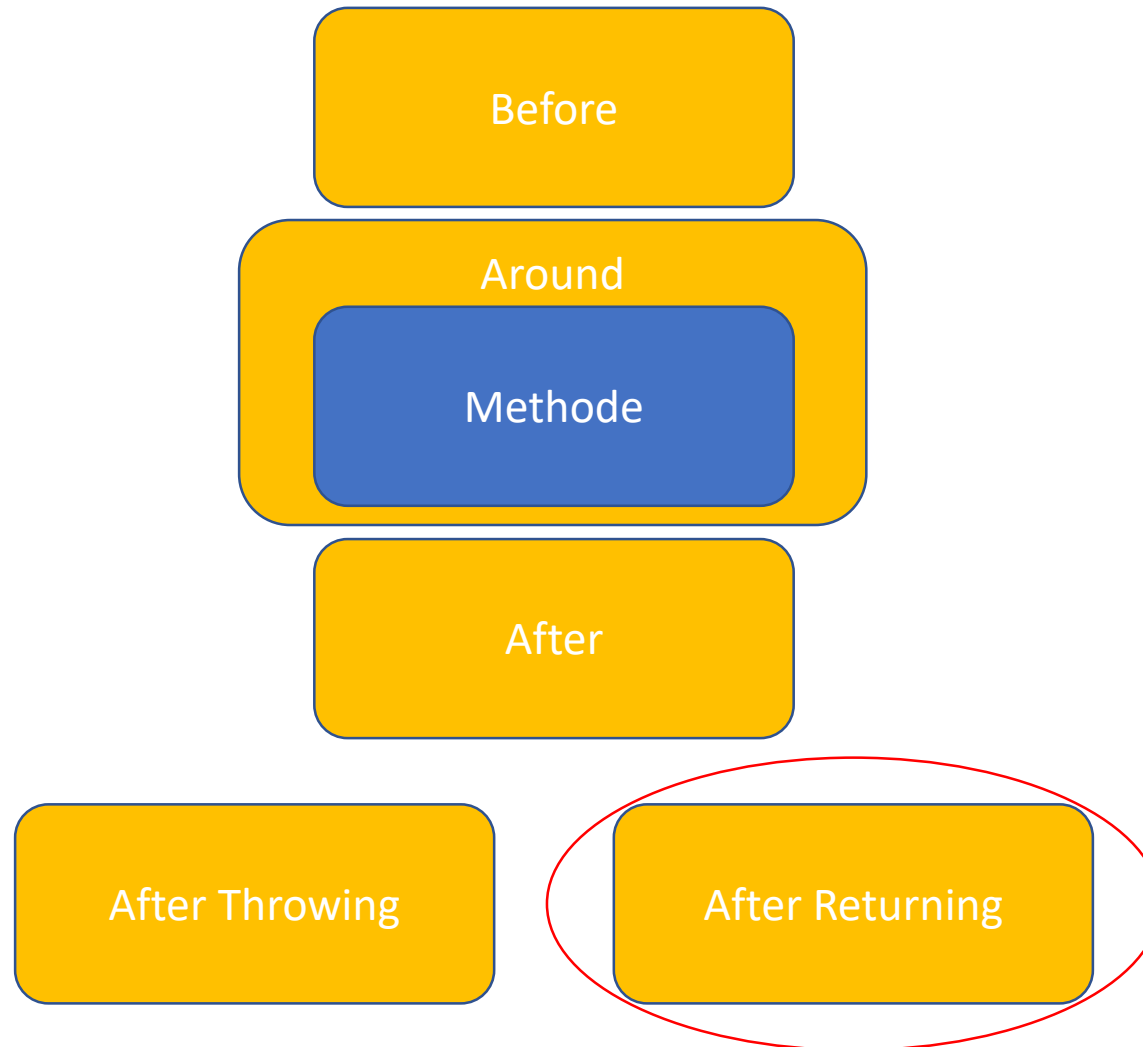 Before
Around
Methode
After
After Throwing
After Returning